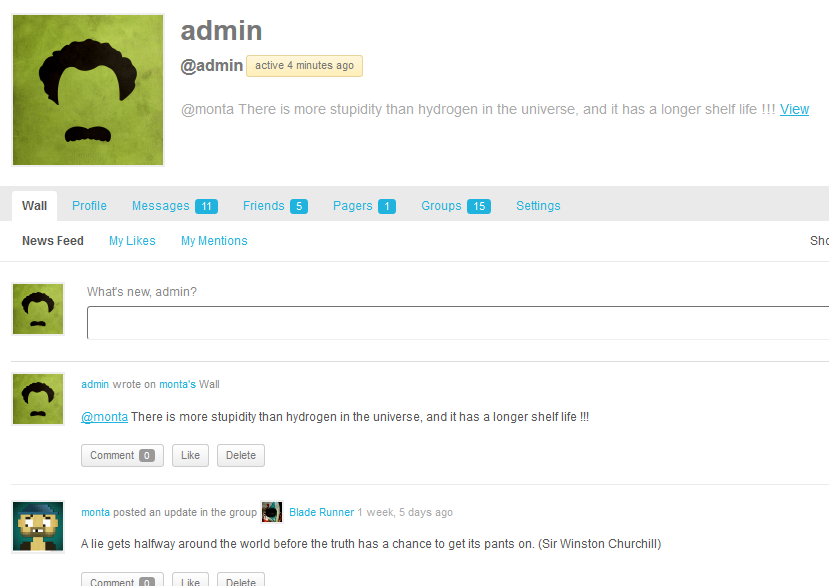 admin
@admin active 4 minutes ago
@monta There is more stupidity than hydrogen in the universe, and it has a longer shelf life !!! View
Wall Profile Messages 11 Friends 5 Pagers 1 Groups 15 Settings
News Feed My Likes My Mentions Sho
What's new, admin?
admin wrote on monta's Wall
@monta There is more stupidity than hydrogen in the universe, and it has a longer shelf life !!!
Comment 0 Like Delete
monta posted an update in the group Blade Runner 1 week, 5 days ago
A lie gets halfway around the world before the truth has a chance to get its pants on. (Sir Winston Churchill)
Comment 0 Like Delete